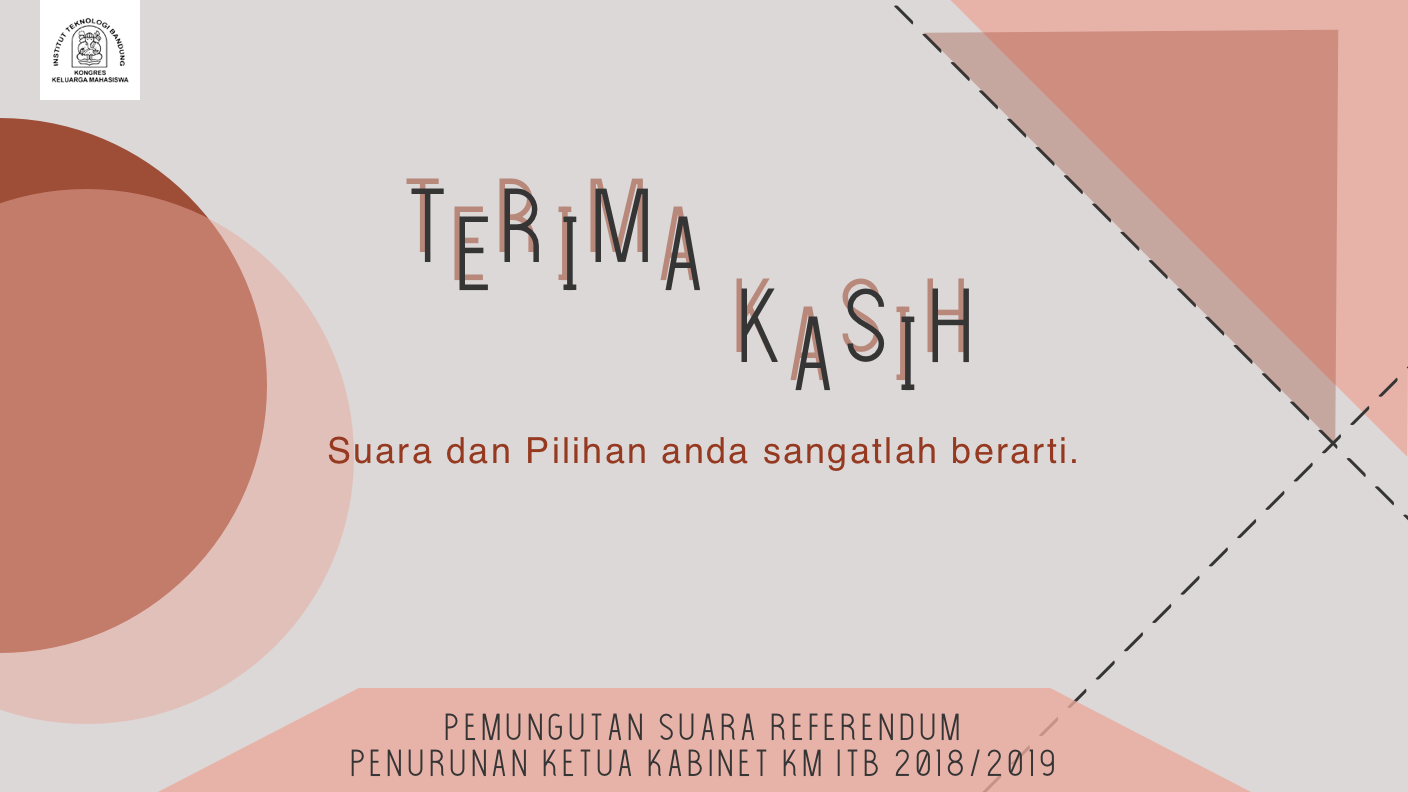 INSTITUT TEKNOLOGI BANDUNG
KONGRES
KELUARGA MAHASISWA
TERIMA
KASIH
Suara dan Pilihan anda sangatlah berarti.
PEMUNGUTAN SUARA REFERENDUM
PENURUNAN KETUA KABINET KM ITB 2018/2019